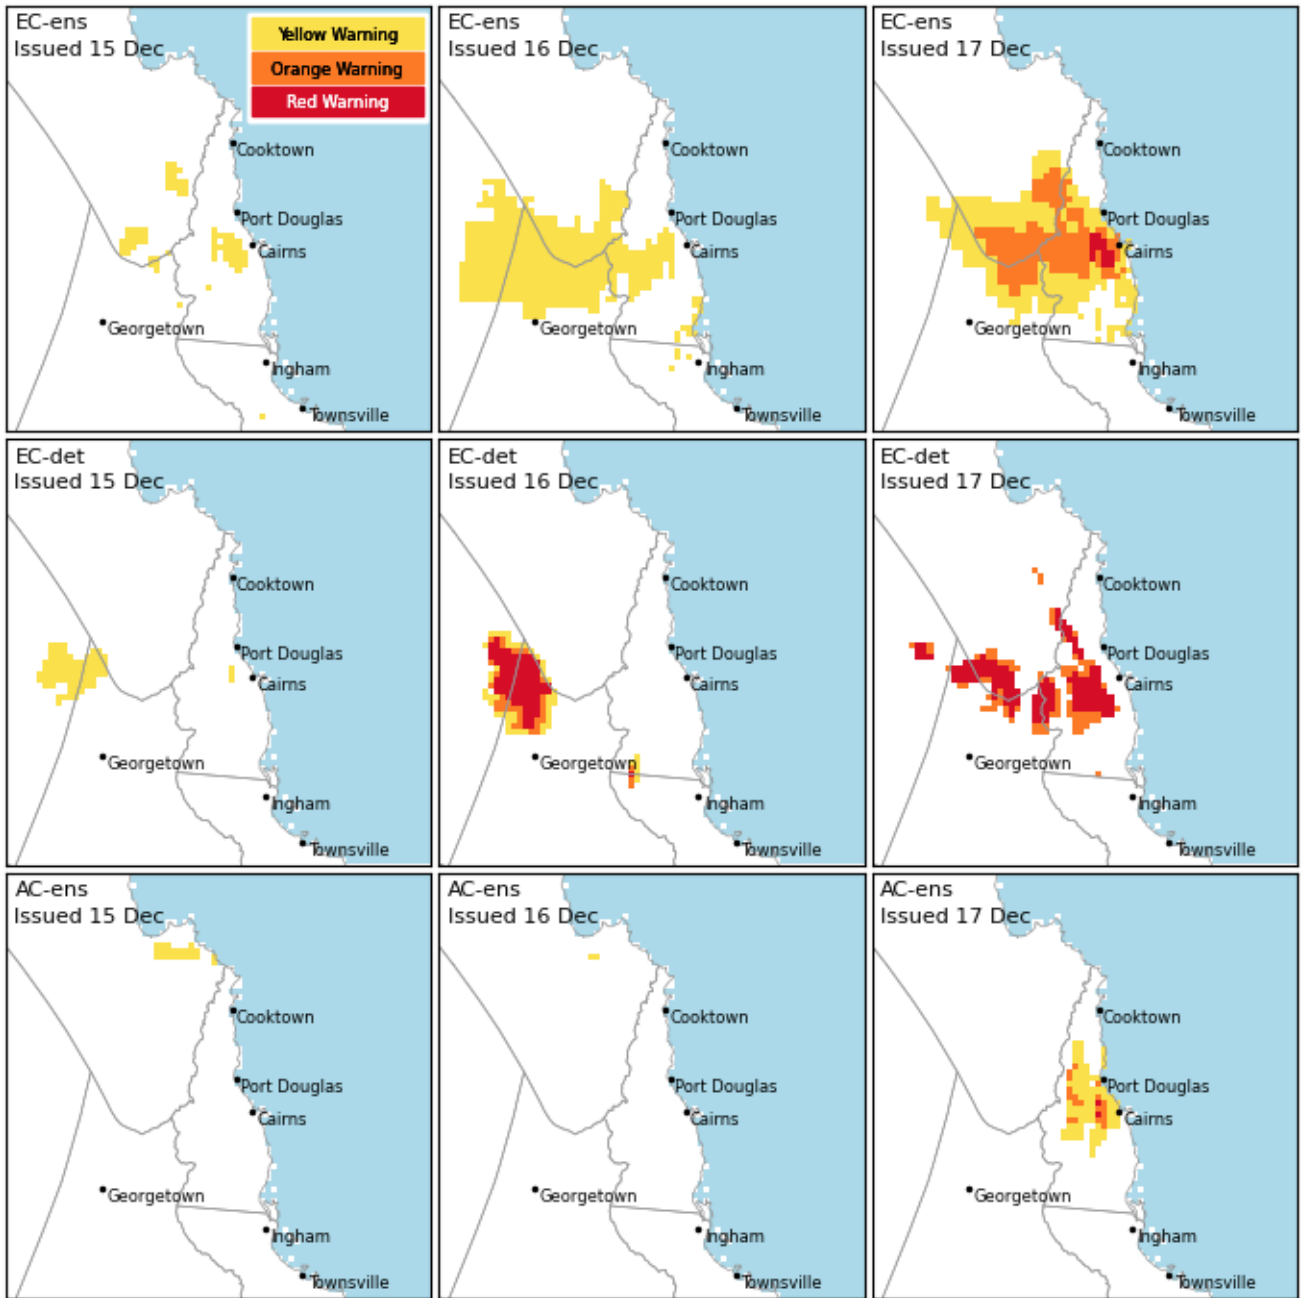 EC-ens
Issued 15 Dec
Yellow Warning
Orange Warning
Red Warning
Cooktown
Port Douglas
Cairns
Georgetown
Ingham
Townsville
EC-ens
Issued 16 Dec
Cooktown
Port Douglas
Cairns
Georgetown
Ingham
Townsville
EC-ens
Issued 17 Dec
Cooktown
Port Douglas
Cairns
Georgetown
Ingham
Townsville
EC-det
Issued 15 Dec
Cooktown
Port Douglas
Cairns
Georgetown
Ingham
Townsville
EC-det
Issued 16 Dec
Cooktown
Port Douglas
Cairns
Georgetown
Ingham
Townsville
EC-det
Issued 17 Dec
Cooktown
Port Douglas
Cairns
Georgetown
Ingham
Townsville
AC-ens
Issued 15 Dec
Cooktown
Port Douglas
Cairns
Georgetown
Ingham
Townsville
AC-ens
Issued 16 Dec
Cooktown
Port Douglas
Cairns
Georgetown
Ingham
Townsville
AC-ens
Issued 17 Dec
Cooktown
Port Douglas
Cairns
Georgetown
Ingham
Townsville